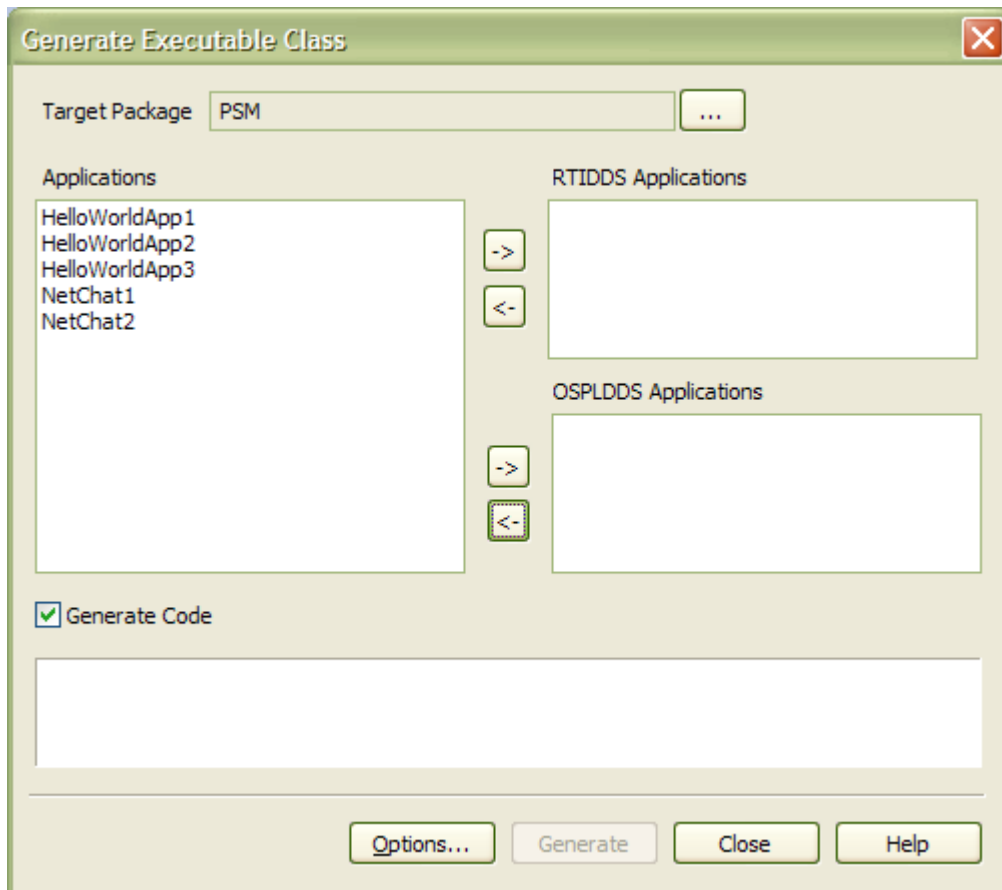 Generate Executable Class
Target Package PSM ...
Applications
HelloWorldApp1
HelloWorldApp2
HelloWorldApp3
NetChat1
NetChat2
->
<-
RTIDDS Applications
OSPLDDS Applications
->
<-
Generate Code
Options... Generate Close Help